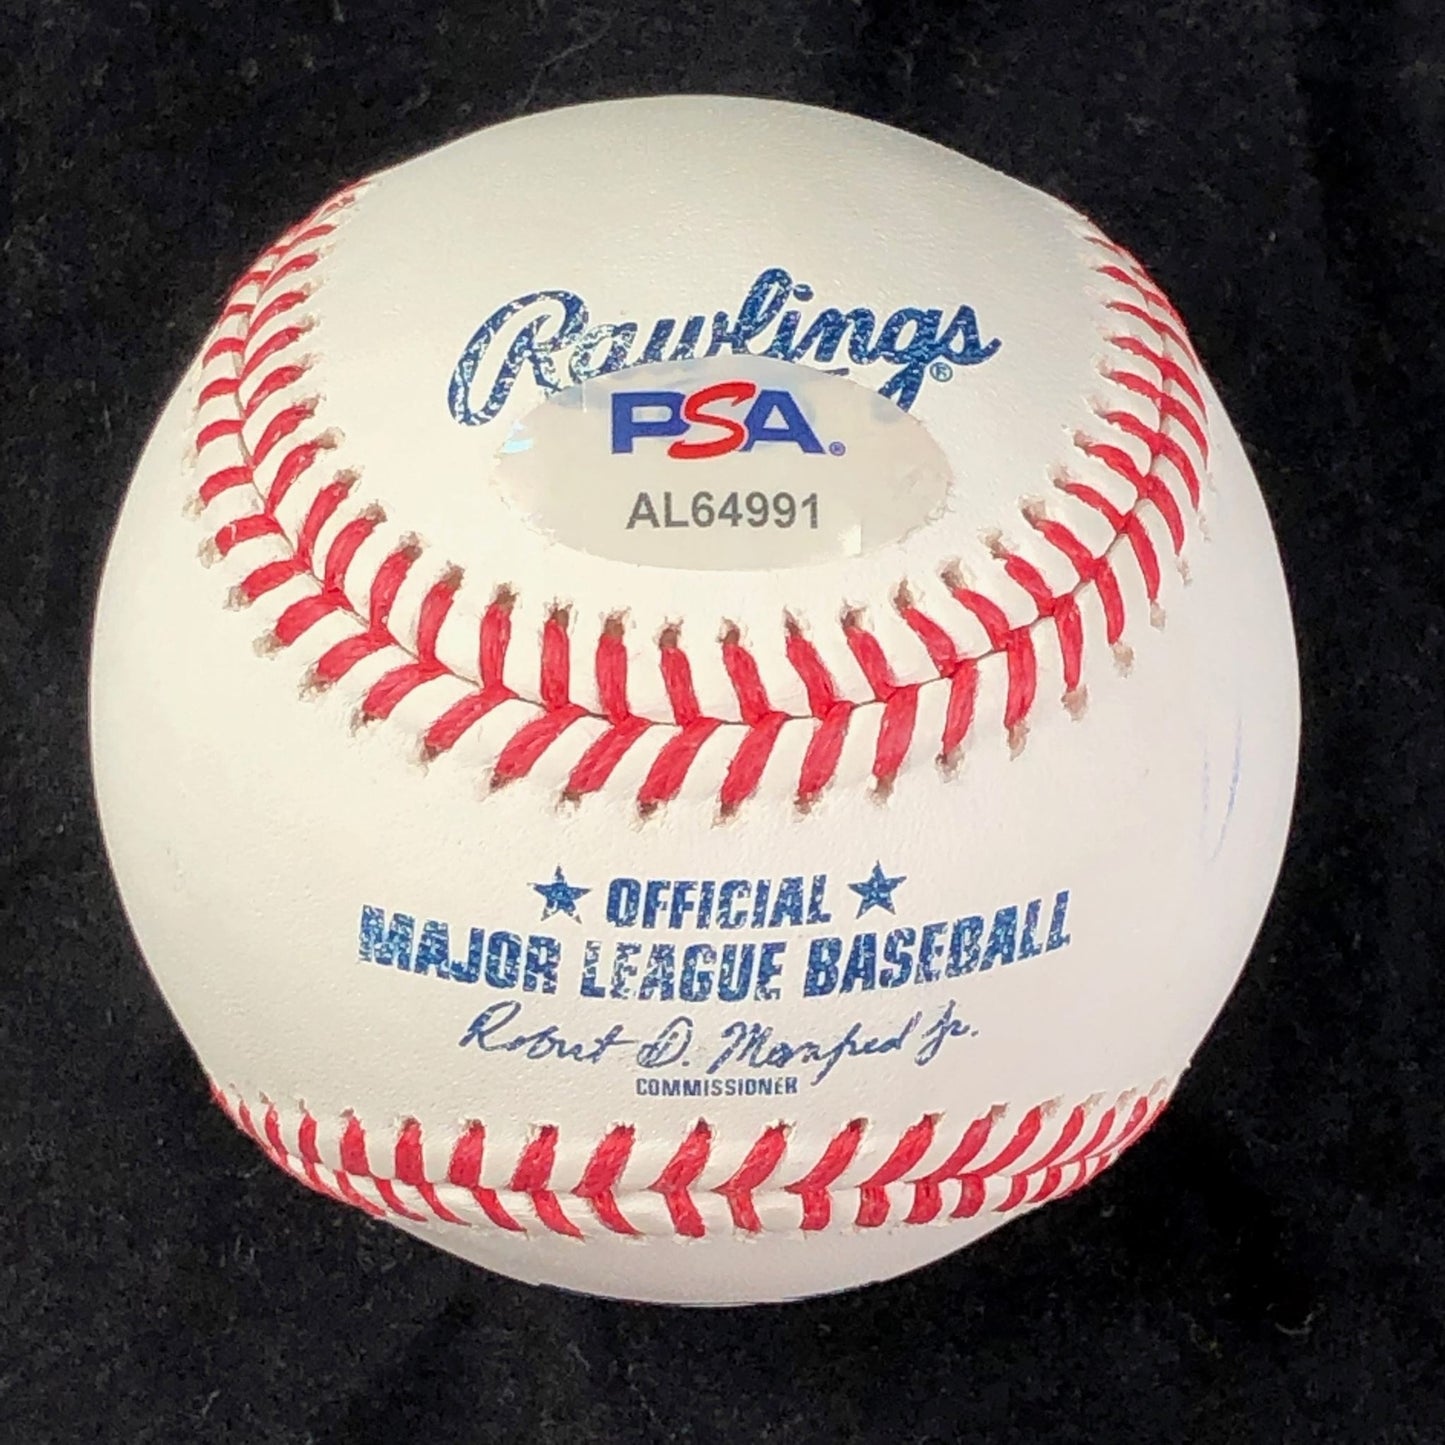 Rawlings®
PSA®
AL64991
★ OFFICIAL ★
MAJOR LEAGUE BASEBALL
Robert D. Manfred Jr.
COMMISSIONER